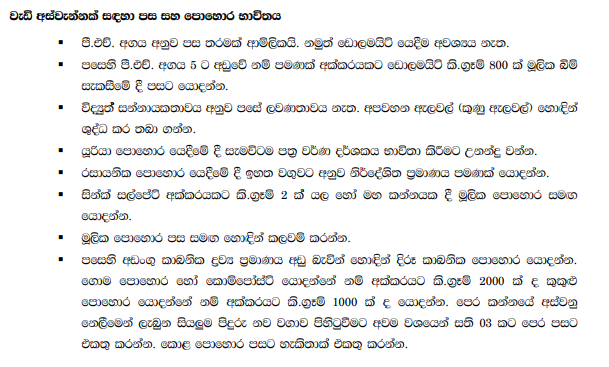 වැඩි අස්වැන්නක් සඳහා පස සහ පොහොර භාවිතය
▪ පී.එච්. අගය අනුව පස තරමක් ආම්ලිකයි. නමුත් ඩොලමයිට් යෙදීම අවශ්‍යය නැත.
▪ පසෙහි පී.එච්. අගය 5 ට අඩුවේ නම් පමණක් අක්කරයකට ඩොලමයිට් කි.ග්‍රෑම් 800 ක් මූලික බිම්
සැකසීමේ දී පසට යොදන්න.
▪ විද්‍යුත් සන්නායකතාවය අනුව පසේ ලවණතාවය නැත. අපවහන ඇලවල් (කුණු ඇලවල්) හොඳින්
ශුද්ධ කර තබා ගන්න.
▪ යූරියා පොහොර යෙදීමේ දී සැමවිටම පත්‍ර වර්ණ දර්ශකය භාවිතා කිරීමට උනන්දු වන්න.
▪ රසායනික පොහොර යෙදීමේ දී ඉහත වගුවට අනුව නිර්දේශිත ප්‍රමාණය පමණක් යොදන්න.
▪ සින්ක් සල්පේට් අක්කරයකට කි.ග්‍රෑම් 2 ක් යල හෝ මහ කන්නයක දී මූලික පොහොර සමඟ
යොදන්න.
▪ මූලික පොහොර පස සමඟ හොඳින් කලවම් කරන්න.
▪ පසෙහි අඩංගු කාබනික ද්‍රව්‍ය ප්‍රමාණය අඩු බැවින් හොඳින් දිරූ කාබනික පොහොර යොදන්න.
ගොම පොහොර හෝ කොම්පෝස්ට් යොදන්නේ නම් අක්කරයට කි.ග්‍රෑම් 2000 ක් ද කුකුළු
පොහොර යොදන්නේ නම් අක්කරයට කි.ග්‍රෑම් 1000 ක් ද යොදන්න. පෙර කන්නයේ අස්වනු
නෙලීමෙන් ලැබුන සියලුම පිදුරු නව වගාව පිහිටුවීමට අවම වශයෙන් සති 03 කට පෙර පසට
එකතු කරන්න. කොළ පොහොර පසට හැකිතාක් එකතු කරන්න.